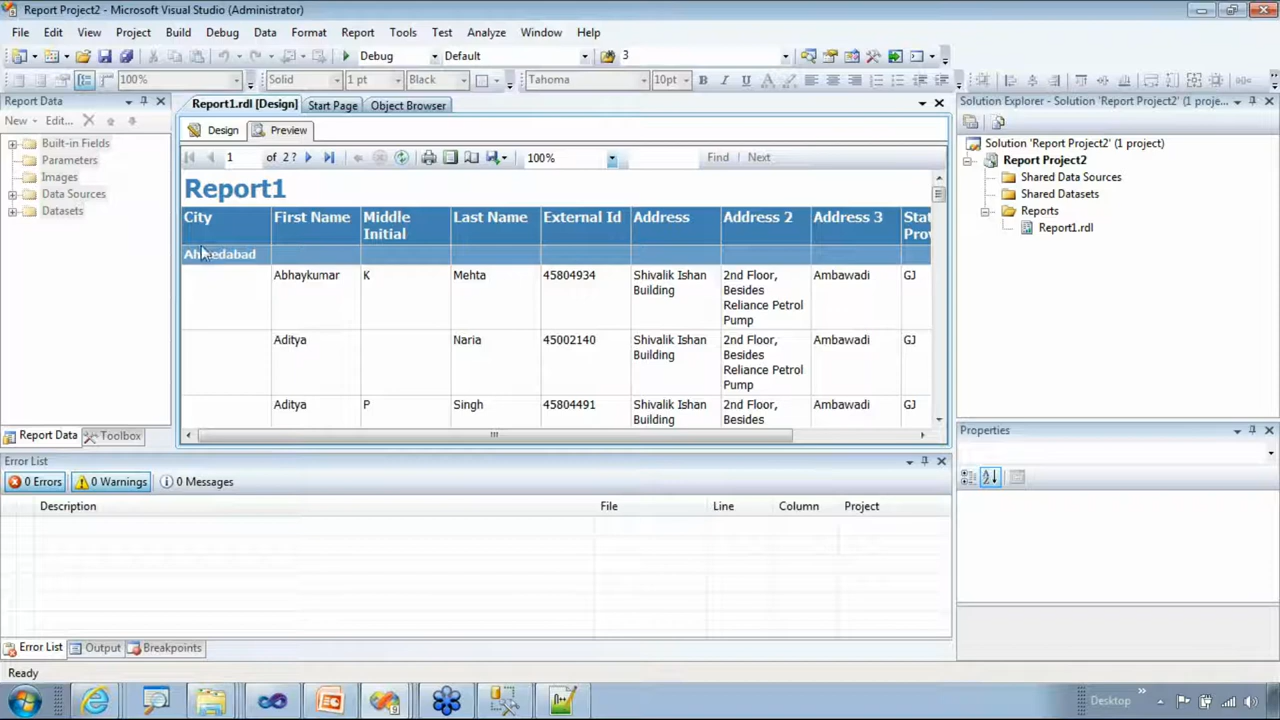 Report Project2 - Microsoft Visual Studio (Administrator)
File Edit View Project Build Debug Data Format Report Tools Test Analyze Window Help
Debug Default 3
100% Solid 1 pt Black Tahoma 10pt B I U
Report Data
New Edit...
Built-in Fields
Parameters
Images
Data Sources
Datasets
Report Data Toolbox
Report1.rdl [Design] Start Page Object Browser
Design Preview
1 of 2 ? 100% Find Next
Report1
City First Name Middle Initial Last Name External Id Address Address 2 Address 3
Ahmedabad
Abhaykumar K Mehta 45804934 Shivalik Ishan Building 2nd Floor, Besides Reliance Petrol Pump Ambawadi GJ
Aditya Naria 45002140 Shivalik Ishan Building 2nd Floor, Besides Reliance Petrol Pump Ambawadi GJ
Aditya P Singh 45804491 Shivalik Ishan Building 2nd Floor, Besides Ambawadi GJ
Solution Explorer - Solution 'Report Project2' (1 proje...
Solution 'Report Project2' (1 project)
Report Project2
Shared Data Sources
Shared Datasets
Reports
Report1.rdl
Properties
Error List
0 Errors 0 Warnings 0 Messages
Description File Line Column Project
Error List Output Breakpoints
Ready
Desktop